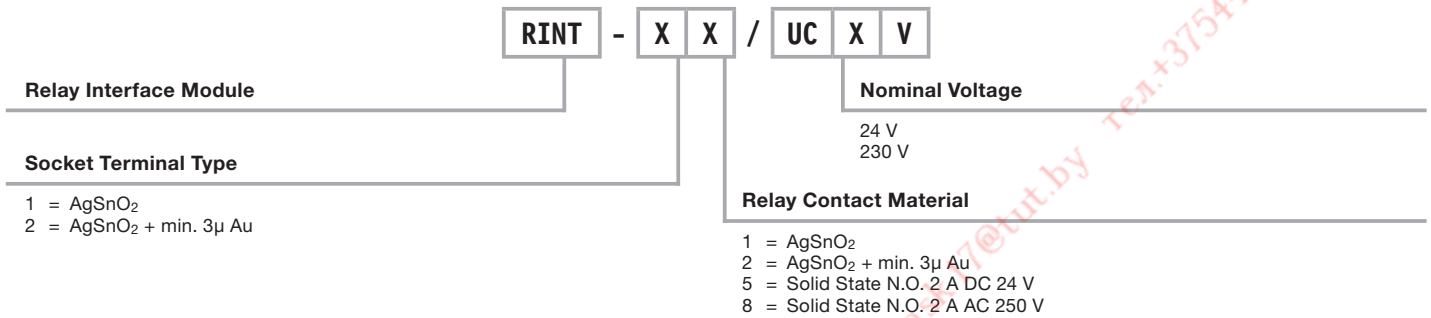 RINT - X X / UC X V
Relay Interface Module
Nominal Voltage
24 V
230 V
Socket Terminal Type
1 = AgSnO₂
2 = AgSnO₂ + min. 3µ Au
Relay Contact Material
1 = AgSnO₂
2 = AgSnO₂ + min. 3µ Au
5 = Solid State N.O. 2 A DC 24 V
8 = Solid State N.O. 2 A AC 250 V